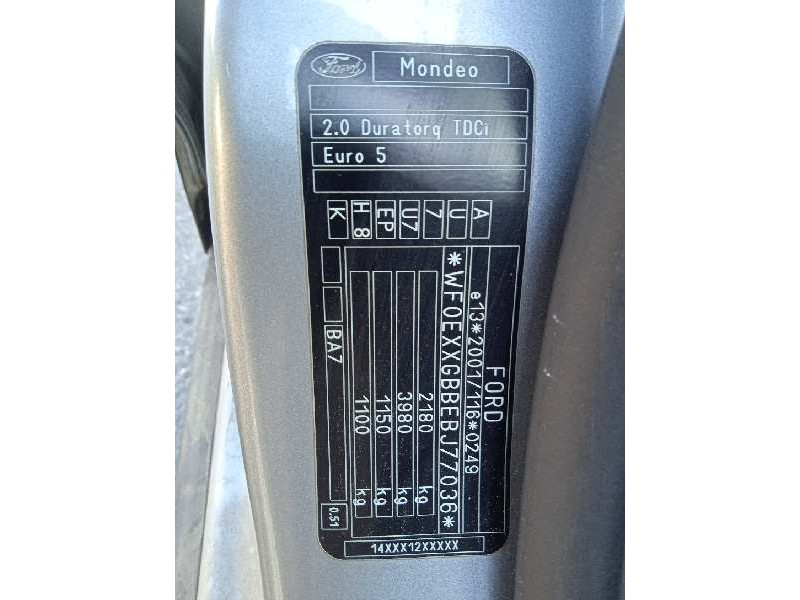 Ford
Mondeo
2.0 Duratorq TDCi
Euro 5
K H 8 EP U7 7 U A
FORD
e13*2001/116*0249
*WF0EXXGBBEBJ77036*
2180 kg
3980 kg
1150 kg
1100 kg
BA7
0.51
14XXX12XXXXX